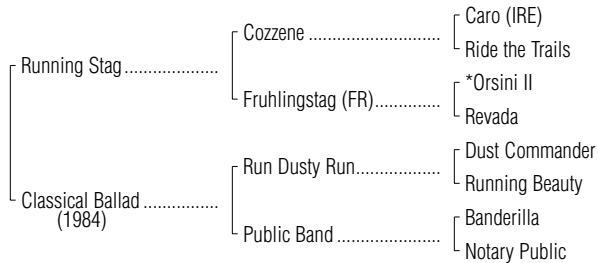 Caro (IRE)
Cozzene ............................
Ride the Trails
Running Stag....................
*Orsini II
Fruhlingstag (FR)..............
Revada
Dust Commander
Run Dusty Run..................
Running Beauty
Classical Ballad ................
(1984)
Banderilla
Public Band ......................
Notary Public